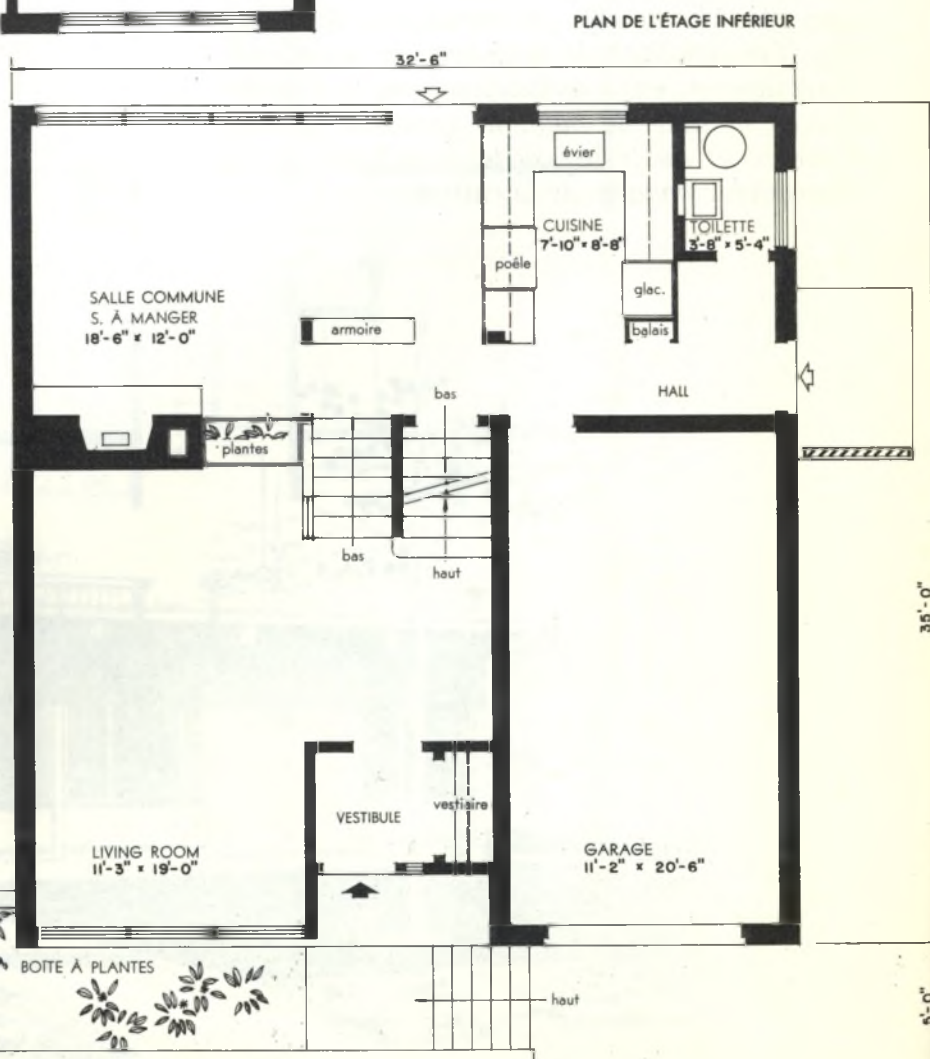 PLAN DE L'ÉTAGE INFÉRIEUR
32'-6"
évier
CUISINE
7'-10" x 8'-8"
TOILETTE
3'-8" x 5'-4"
poêle
glac.
balais
SALLE COMMUNE
S. À MANGER
18'-6" x 12'-0"
armoire
bas
HALL
plantes
bas
haut
35'-0"
VESTIBULE
vestiaire
LIVING ROOM
11'-3" x 19'-0"
GARAGE
11'-2" x 20'-6"
BOITE À PLANTES
haut